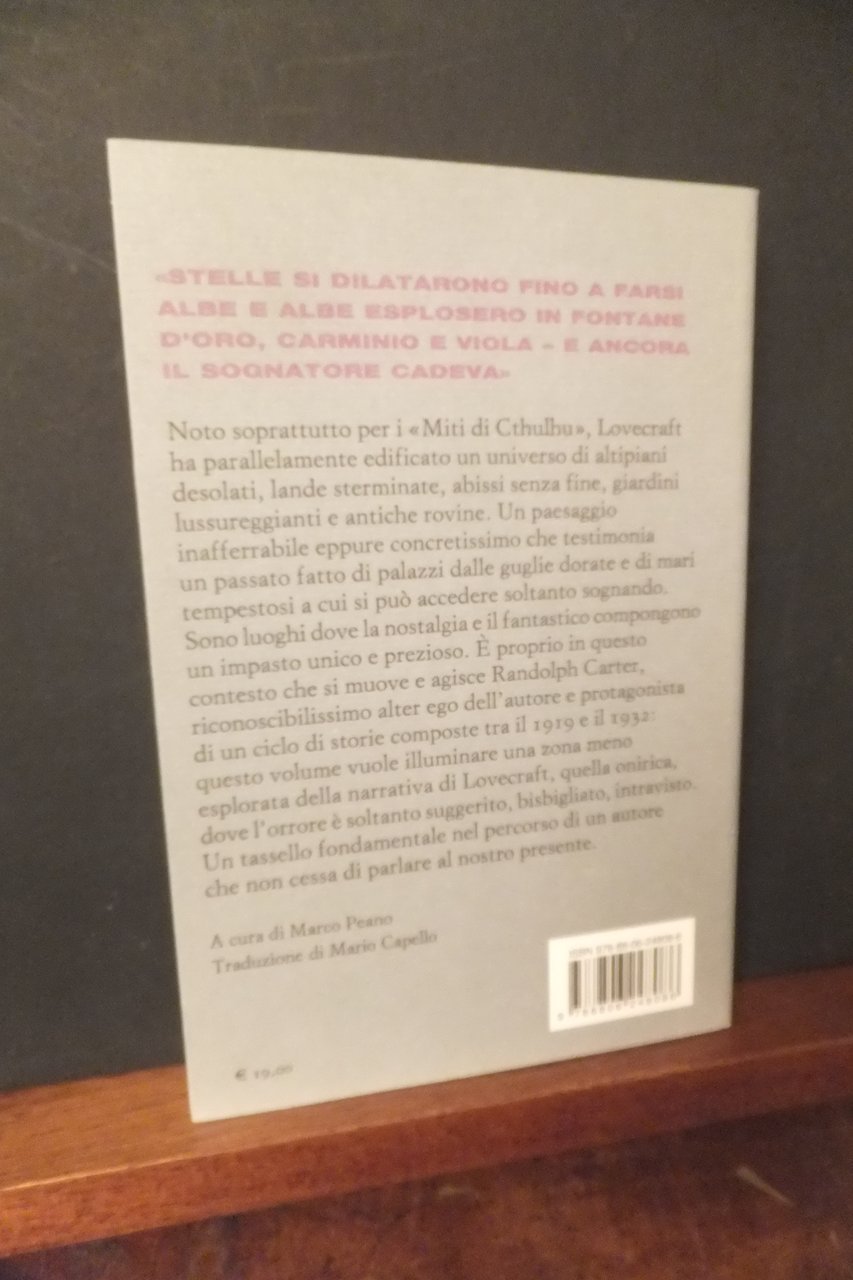 «STELLE SI DILATARONO FINO A FARSI
ALBE E ALBE ESPLOSERO IN FONTANE
D'ORO, CARMINIO E VIOLA – E ANCORA
IL SOGNATORE CADEVA»
Noto soprattutto per i «Miti di Cthulhu», Lovecraft
ha parallelamente edificato un universo di altipiani
desolati, lande sterminate, abissi senza fine, giardini
lussureggianti e antiche rovine. Un paesaggio
inafferrabile eppure concretissimo che testimonia
un passato fatto di palazzi dalle guglie dorate e di mari
tempestosi a cui si può accedere soltanto sognando.
Sono luoghi dove la nostalgia e il fantastico compongono
un impasto unico e prezioso. È proprio in questo
contesto che si muove e agisce Randolph Carter,
riconoscibilissimo alter ego dell'autore e protagonista
di un ciclo di storie composte tra il 1919 e il 1932:
questo volume vuole illuminare una zona meno
esplorata della narrativa di Lovecraft, quella onirica,
dove l'orrore è soltanto suggerito, bisbigliato, intravisto.
Un tassello fondamentale nel percorso di un autore
che non cessa di parlare al nostro presente.
A cura di Marco Peano
Traduzione di Mario Capello
ISBN
€ 19,00